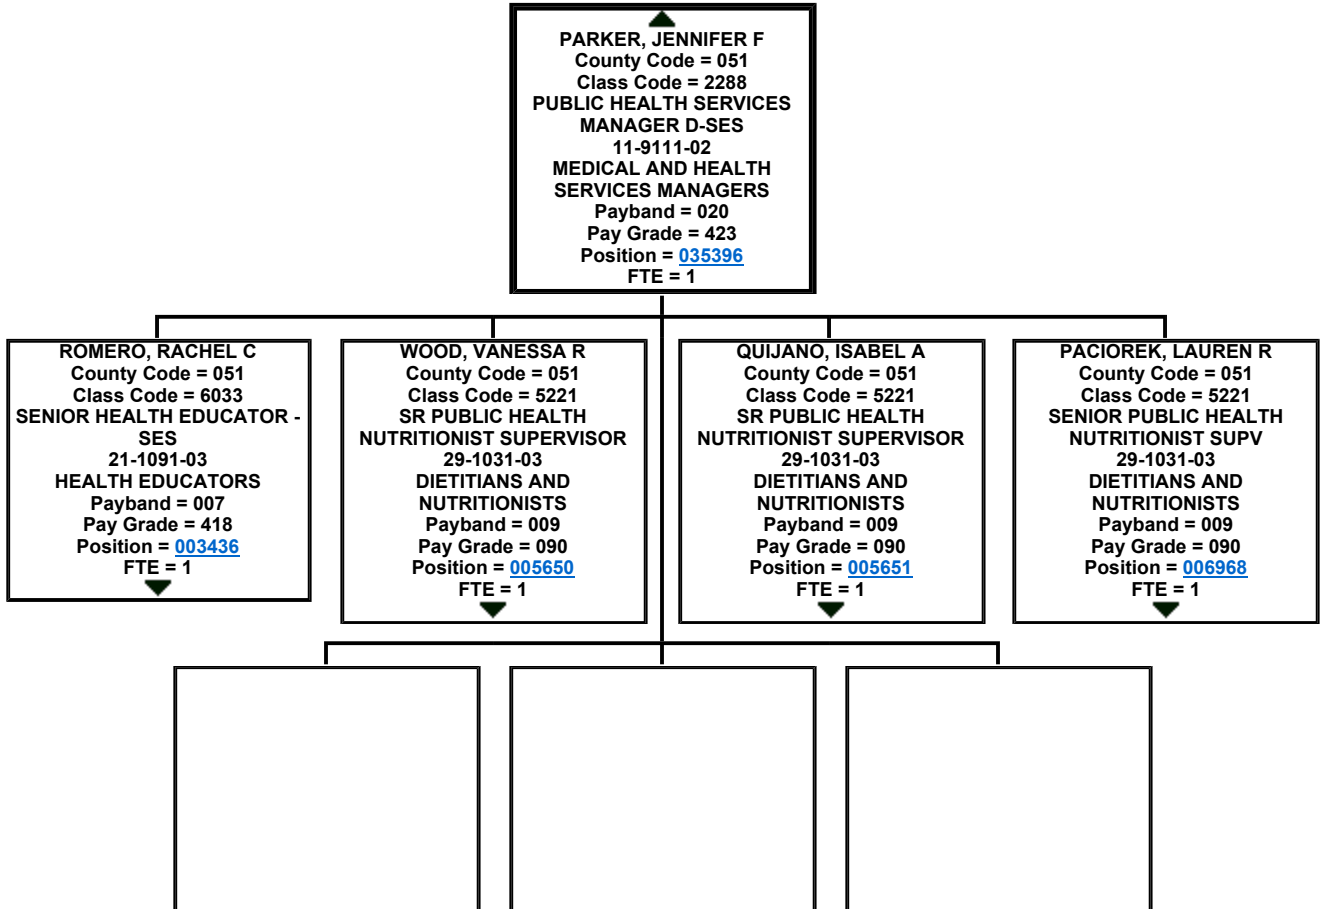 PARKER, JENNIFER F
County Code = 051
Class Code = 2288
PUBLIC HEALTH SERVICES
MANAGER D-SES
11-9111-02
MEDICAL AND HEALTH
SERVICES MANAGERS
Payband = 020
Pay Grade = 423
Position = 035396
FTE = 1
ROMERO, RACHEL C
County Code = 051
Class Code = 6033
SENIOR HEALTH EDUCATOR -
SES
21-1091-03
HEALTH EDUCATORS
Payband = 007
Pay Grade = 418
Position = 003436
FTE = 1
WOOD, VANESSA R
County Code = 051
Class Code = 5221
SR PUBLIC HEALTH
NUTRITIONIST SUPERVISOR
29-1031-03
DIETITIANS AND
NUTRITIONISTS
Payband = 009
Pay Grade = 090
Position = 005650
FTE = 1
QUIJANO, ISABEL A
County Code = 051
Class Code = 5221
SR PUBLIC HEALTH
NUTRITIONIST SUPERVISOR
29-1031-03
DIETITIANS AND
NUTRITIONISTS
Payband = 009
Pay Grade = 090
Position = 005651
FTE = 1
PACIOREK, LAUREN R
County Code = 051
Class Code = 5221
SENIOR PUBLIC HEALTH
NUTRITIONIST SUPV
29-1031-03
DIETITIANS AND
NUTRITIONISTS
Payband = 009
Pay Grade = 090
Position = 006968
FTE = 1